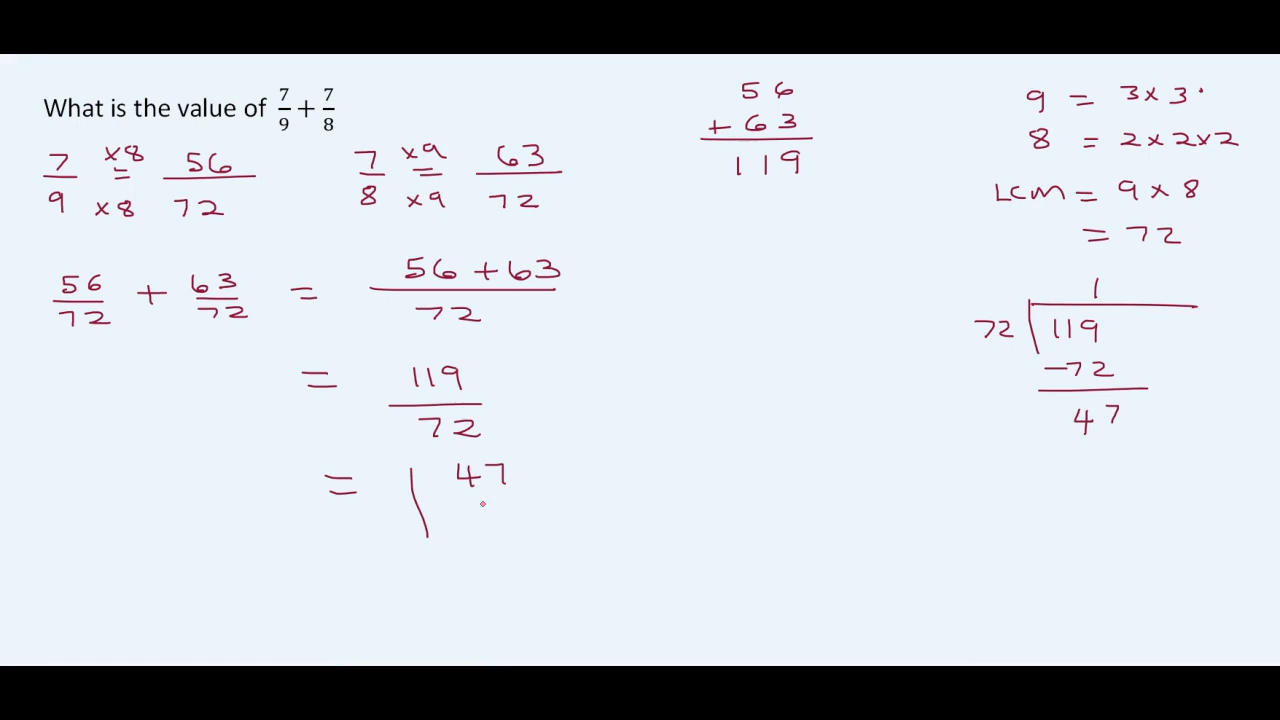 What is the value of 7/9 + 7/8
7/9 ×8/×8 = 56/72
7/8 ×9/×9 = 63/72
56/72 + 63/72 = 56+63/72
= 119/72
= 1 47
56
+ 63
119
9 = 3×3·
8 = 2×2×2
LCM = 9×8
= 72
1
72 119
-72
47